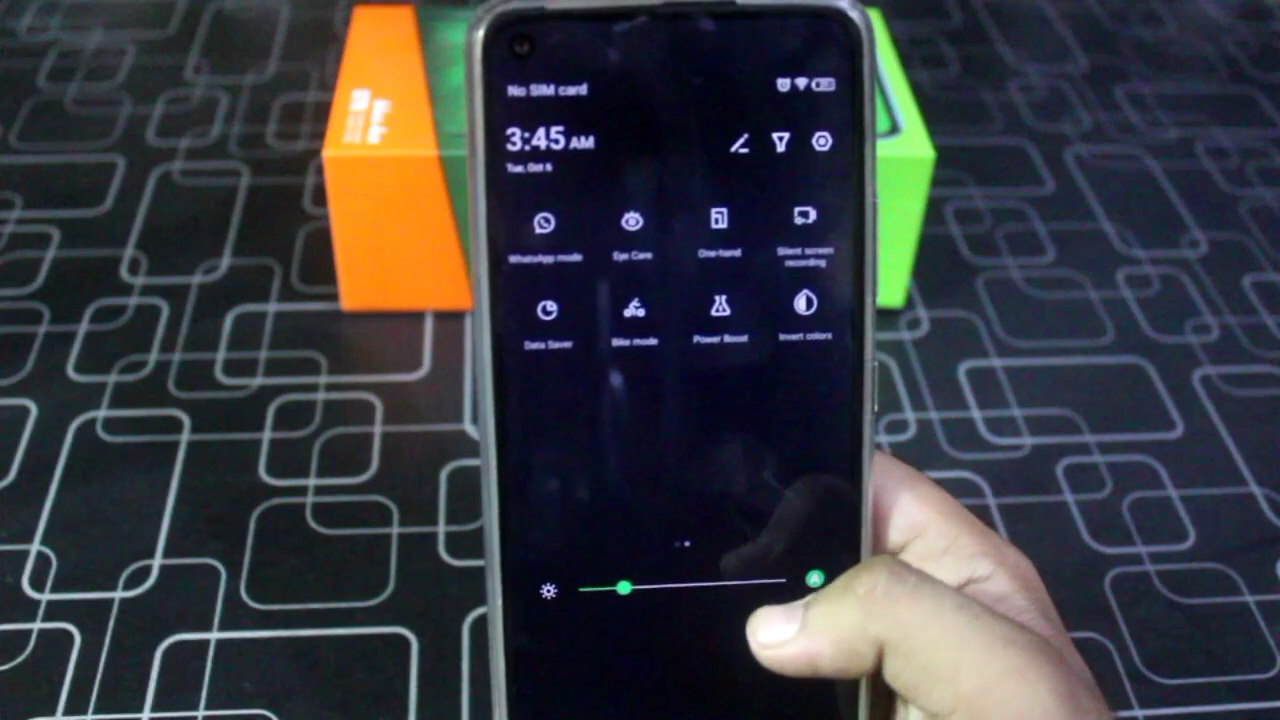 No SIM card
3:45 AM
Tue, Oct 6
WhatsApp mode
Eye Care
One-hand
Silent screen
recording
Data Saver
Bike mode
Power Boost
Invert colors
A